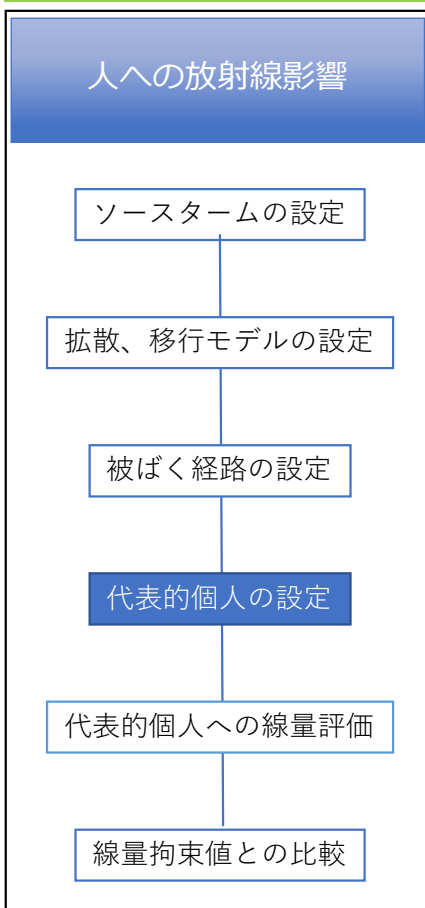 人への放射線影響
ソースタームの設定
拡散、移行モデルの設定
被ばく経路の設定
代表的個人の設定
代表的個人への線量評価
線量拘束値との比較